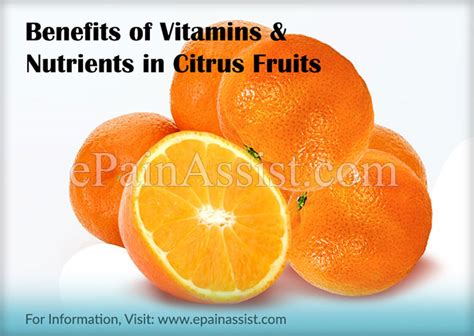 Benefits of Vitamins &
Nutrients in Citrus Fruits
ePainAssist.com
For Information, Visit: www.epainassist.com